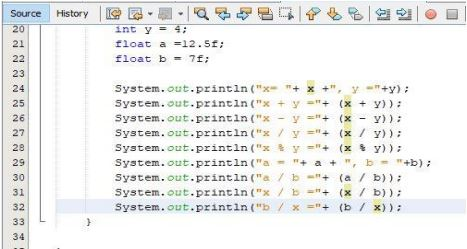 Source History
20 int y = 4;
21 float a =12.5f;
22 float b = 7f;
23
24 System.out.println("x= "+ x +", y ="+y);
25 System.out.println("x + y ="+ (x + y));
26 System.out.println("x - y ="+ (x - y));
27 System.out.println("x / y ="+ (x / y));
28 System.out.println("x % y ="+ (x % y));
29 System.out.println("a = "+ a + ", b = "+b);
30 System.out.println("a / b ="+ (a / b));
31 System.out.println("x / b ="+ (x / b));
32 System.out.println("b / x ="+ (b / x));
33 }
34